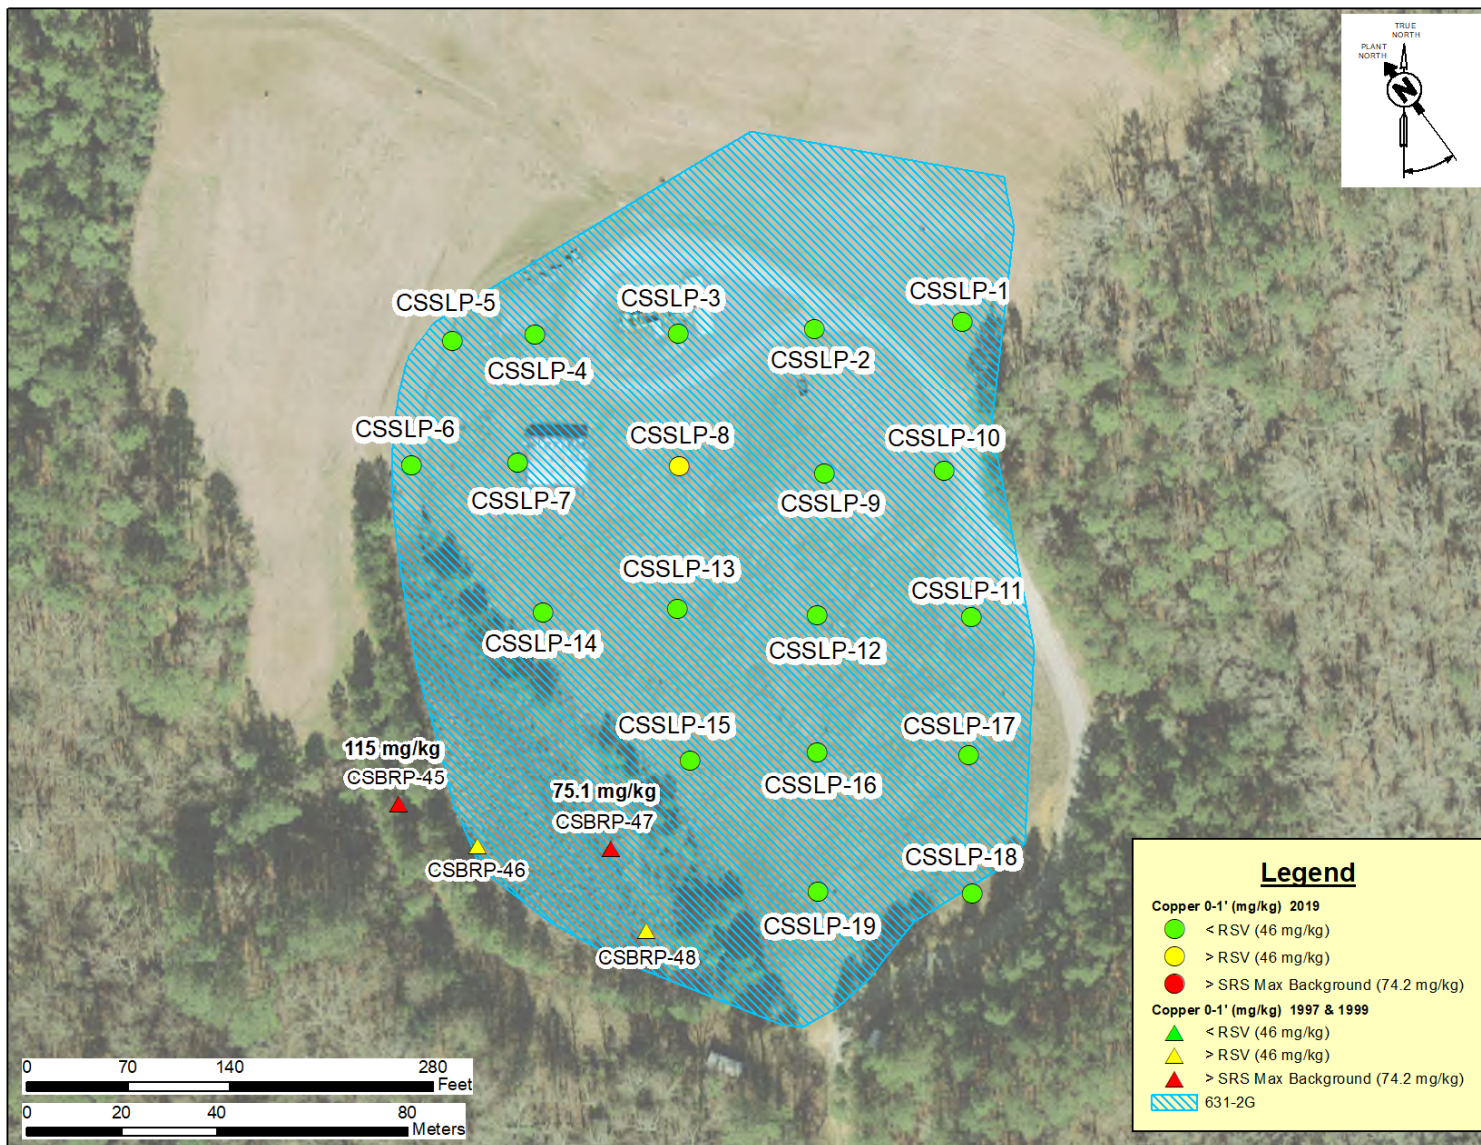 TRUE
NORTH
PLANT
NORTH
N
CSSLP-5
CSSLP-3
CSSLP-1
CSSLP-4
CSSLP-2
CSSLP-6
CSSLP-8
CSSLP-10
CSSLP-7
CSSLP-9
CSSLP-13
CSSLP-11
CSSLP-14
CSSLP-12
CSSLP-15
CSSLP-17
115 mg/kg
CSBRP-45
CSSLP-16
75.1 mg/kg
CSBRP-47
CSBRP-46
CSSLP-18
CSSLP-19
CSBRP-48
Legend
Copper 0-1' (mg/kg) 2019
< RSV (46 mg/kg)
> RSV (46 mg/kg)
> SRS Max Background (74.2 mg/kg)
Copper 0-1' (mg/kg) 1997 & 1999
< RSV (46 mg/kg)
> RSV (46 mg/kg)
> SRS Max Background (74.2 mg/kg)
631-2G
0 70 140 280
Feet
0 20 40 80
Meters